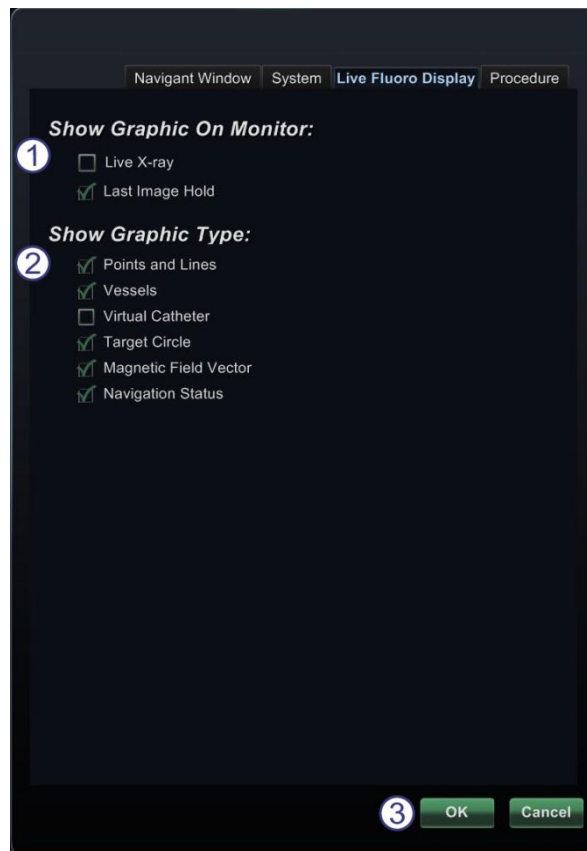 Navigant Window System Live Fluoro Display Procedure
Show Graphic On Monitor:
1
Live X-ray
Last Image Hold
Show Graphic Type:
2
Points and Lines
Vessels
Virtual Catheter
Target Circle
Magnetic Field Vector
Navigation Status
3 OK Cancel